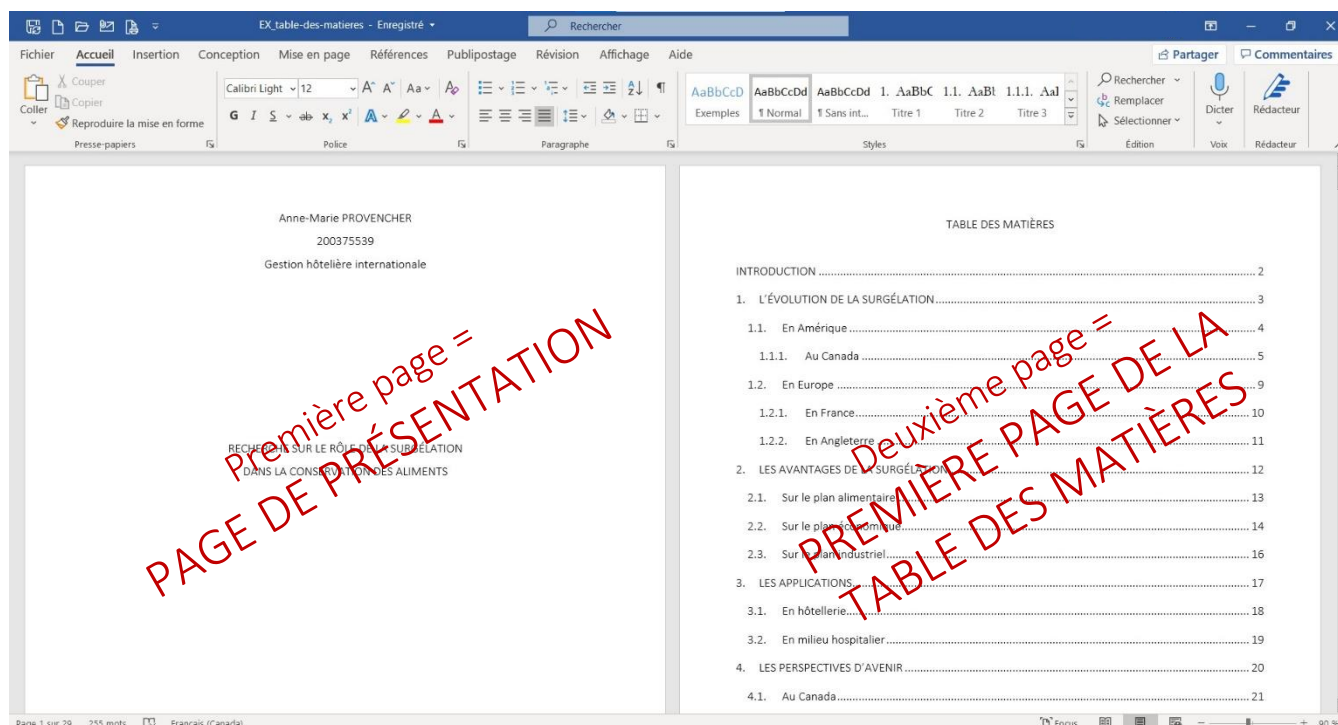 EX_table-des-matieres - Enregistré
Rechercher
Fichier Accueil Insertion Conception Mise en page Références Publipostage Révision Affichage Aide
Partager Commentaires
Coller
Couper
Copier
Reproduire la mise en forme
Presse-papiers
Calibri Light 12
G I S ab x₂ x² A A
Police
Paragraphe
AaBbCcD AaBbCcDd AaBbCcDd 1. AaBbC 1.1. AaBt 1.1.1. Aal
Exemples ¶ Normal ¶ Sans int... Titre 1 Titre 2 Titre 3
Styles
Rechercher
Remplacer
Sélectionner
Édition
Dicter
Voix
Rédacteur
Rédacteur
Anne-Marie PROVENCHER
200375539
Gestion hôtelière internationale
RECHERCHE SUR LE RÔLE DE LA SURGÉLATION
DANS LA CONSERVATION DES ALIMENTS
Première page =
PAGE DE PRÉSENTATION
TABLE DES MATIÈRES
INTRODUCTION 2
1. L'ÉVOLUTION DE LA SURGÉLATION 3
1.1. En Amérique 4
1.1.1. Au Canada 5
1.2. En Europe 9
1.2.1. En France 10
1.2.2. En Angleterre 11
2. LES AVANTAGES DE LA SURGÉLATION 12
2.1. Sur le plan alimentaire 13
2.2. Sur le plan économique 14
2.3. Sur le plan industriel 16
3. LES APPLICATIONS 17
3.1. En hôtellerie 18
3.2. En milieu hospitalier 19
4. LES PERSPECTIVES D'AVENIR 20
4.1. Au Canada 21
Deuxième page =
PREMIÈRE PAGE DE LA
TABLE DES MATIÈRES
Page 1 sur 29 255 mots Français (Canada) Focus 90 %